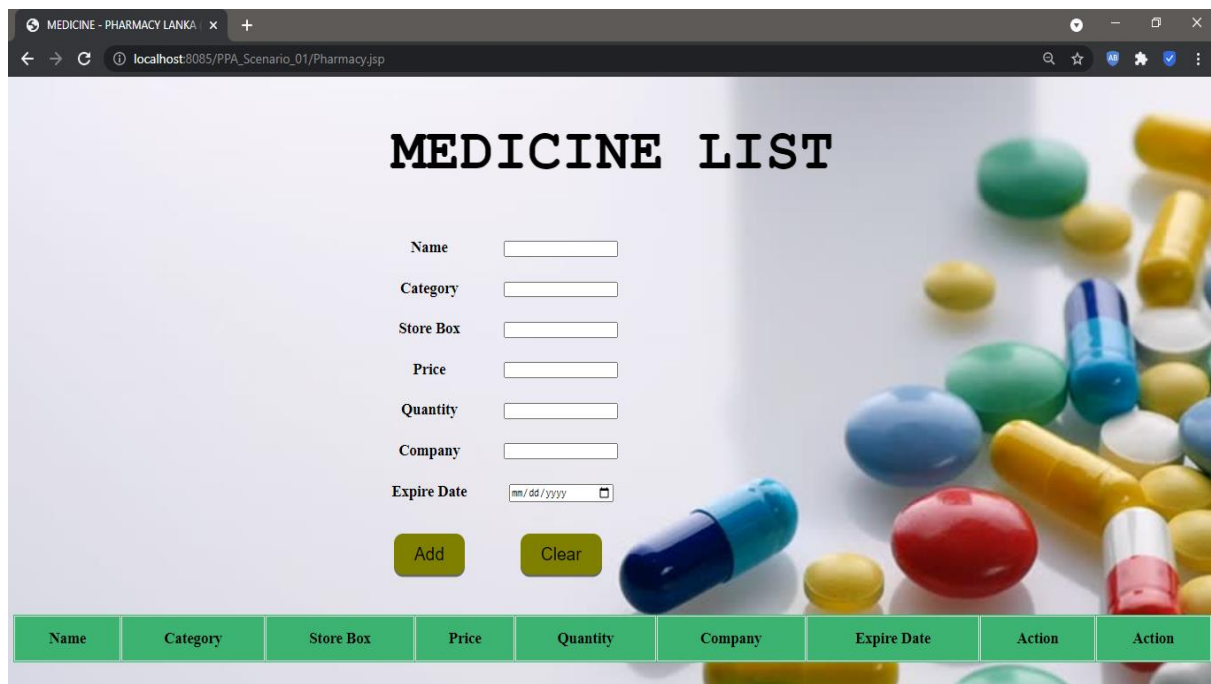 MEDICINE - PHARMACY LANKA (
localhost:8085/PPA_Scenario_01/Pharmacy.jsp
MEDICINE LIST
Name
Category
Store Box
Price
Quantity
Company
Expire Date mm/dd/yyyy
Add Clear
Name Category Store Box Price Quantity Company Expire Date Action Action